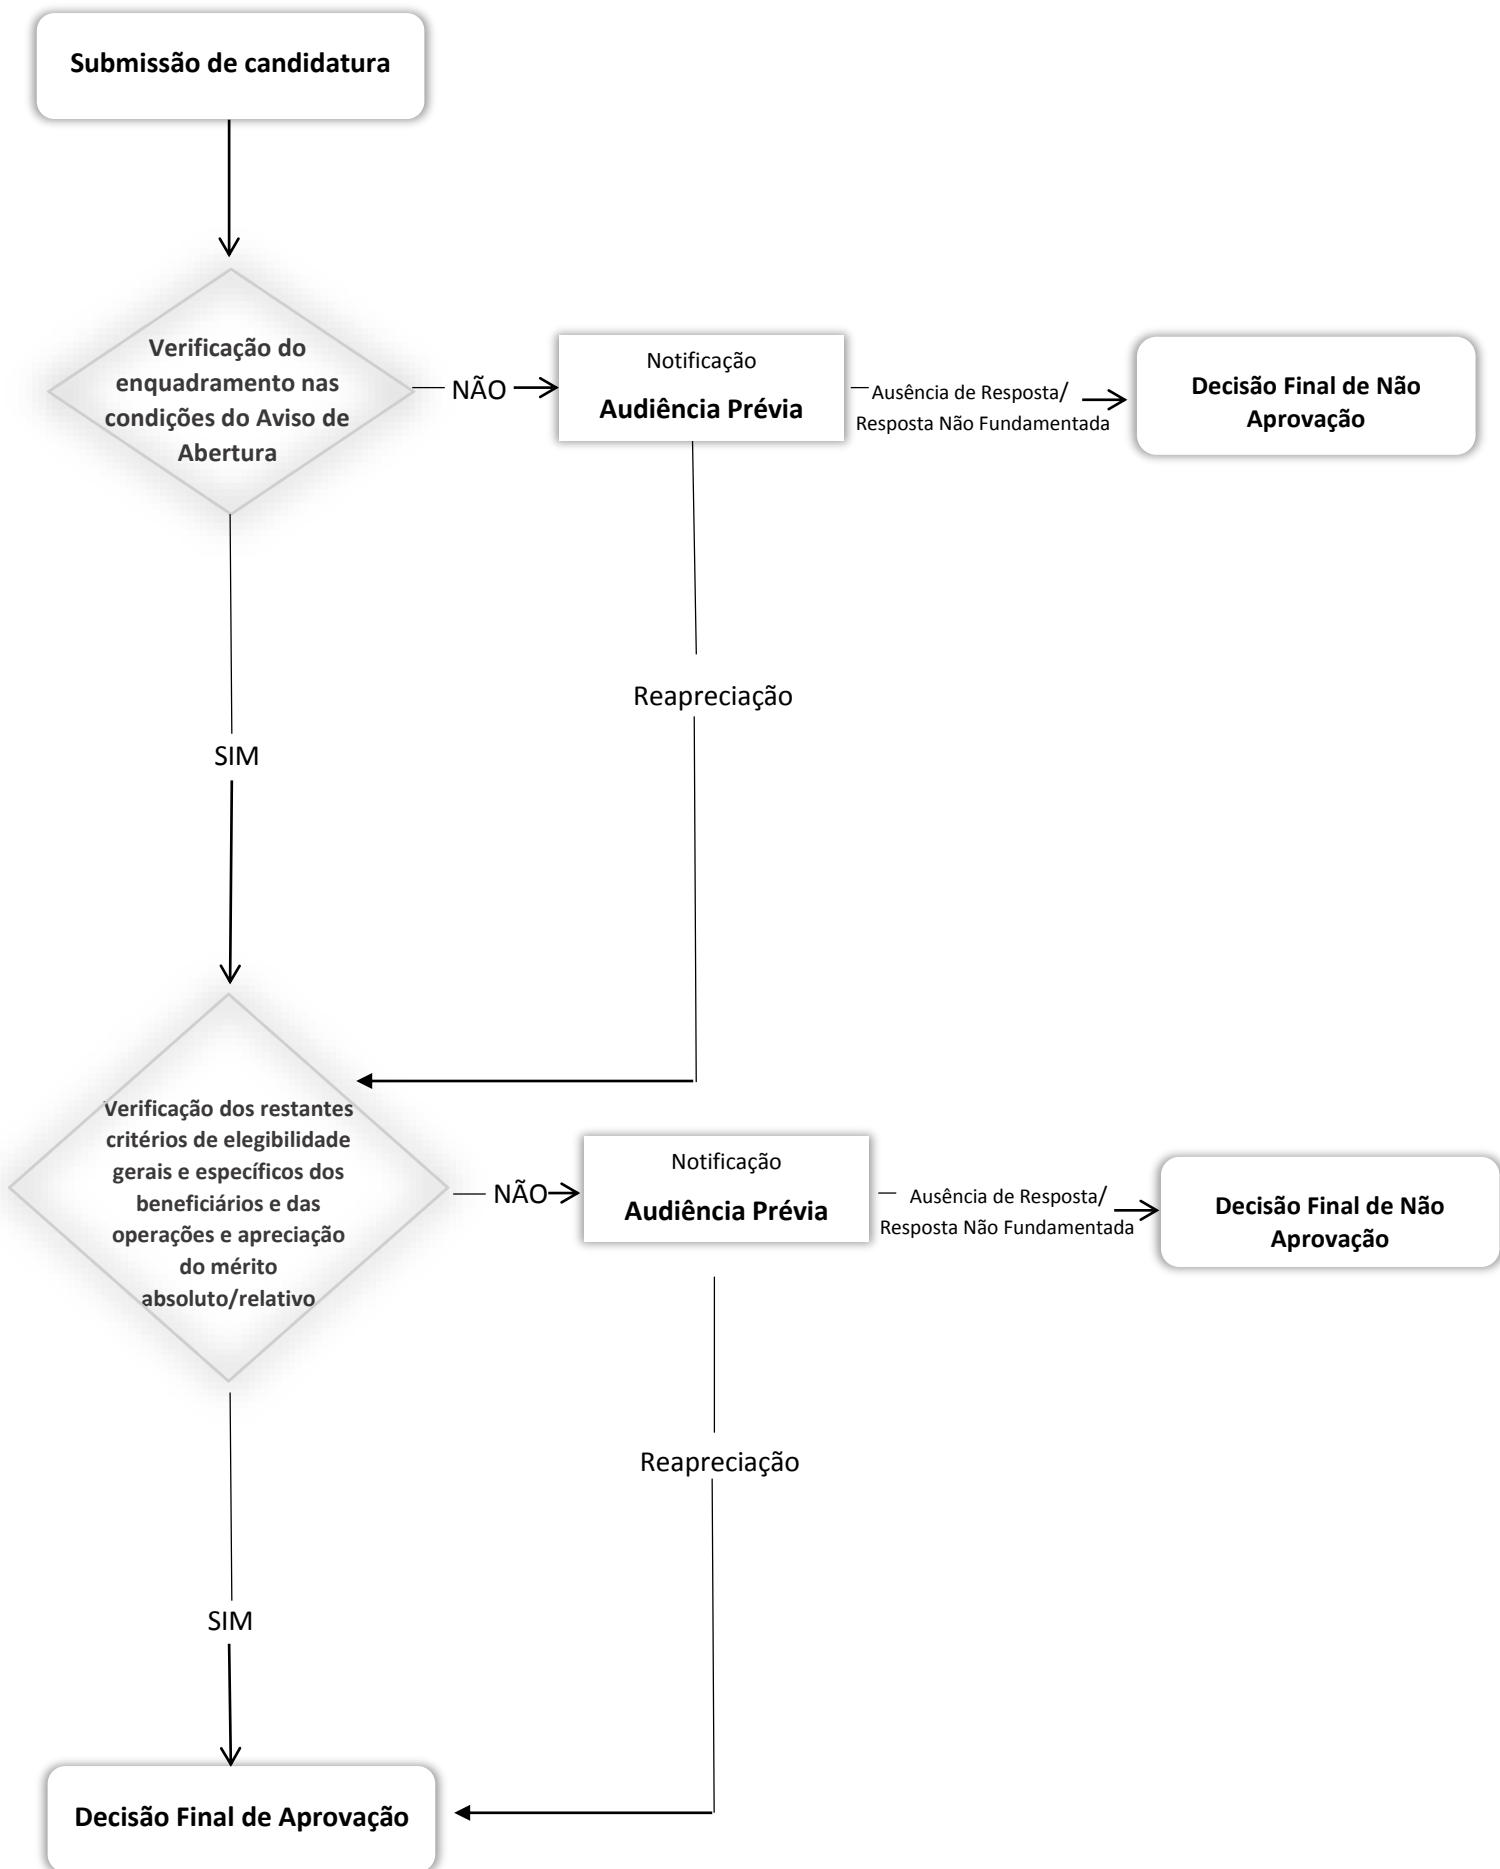 Submissão de candidatura
Verificação do
enquadramento nas
condições do Aviso de
Abertura
NÃO
Notificação
Audiência Prévia
Ausência de Resposta/
Resposta Não Fundamentada
Decisão Final de Não
Aprovação
Reapreciação
SIM
Verificação dos restantes
critérios de elegibilidade
gerais e específicos dos
beneficiários e das
operações e apreciação
do mérito
absoluto/relativo
NÃO
Notificação
Audiência Prévia
Ausência de Resposta/
Resposta Não Fundamentada
Decisão Final de Não
Aprovação
Reapreciação
SIM
Decisão Final de Aprovação